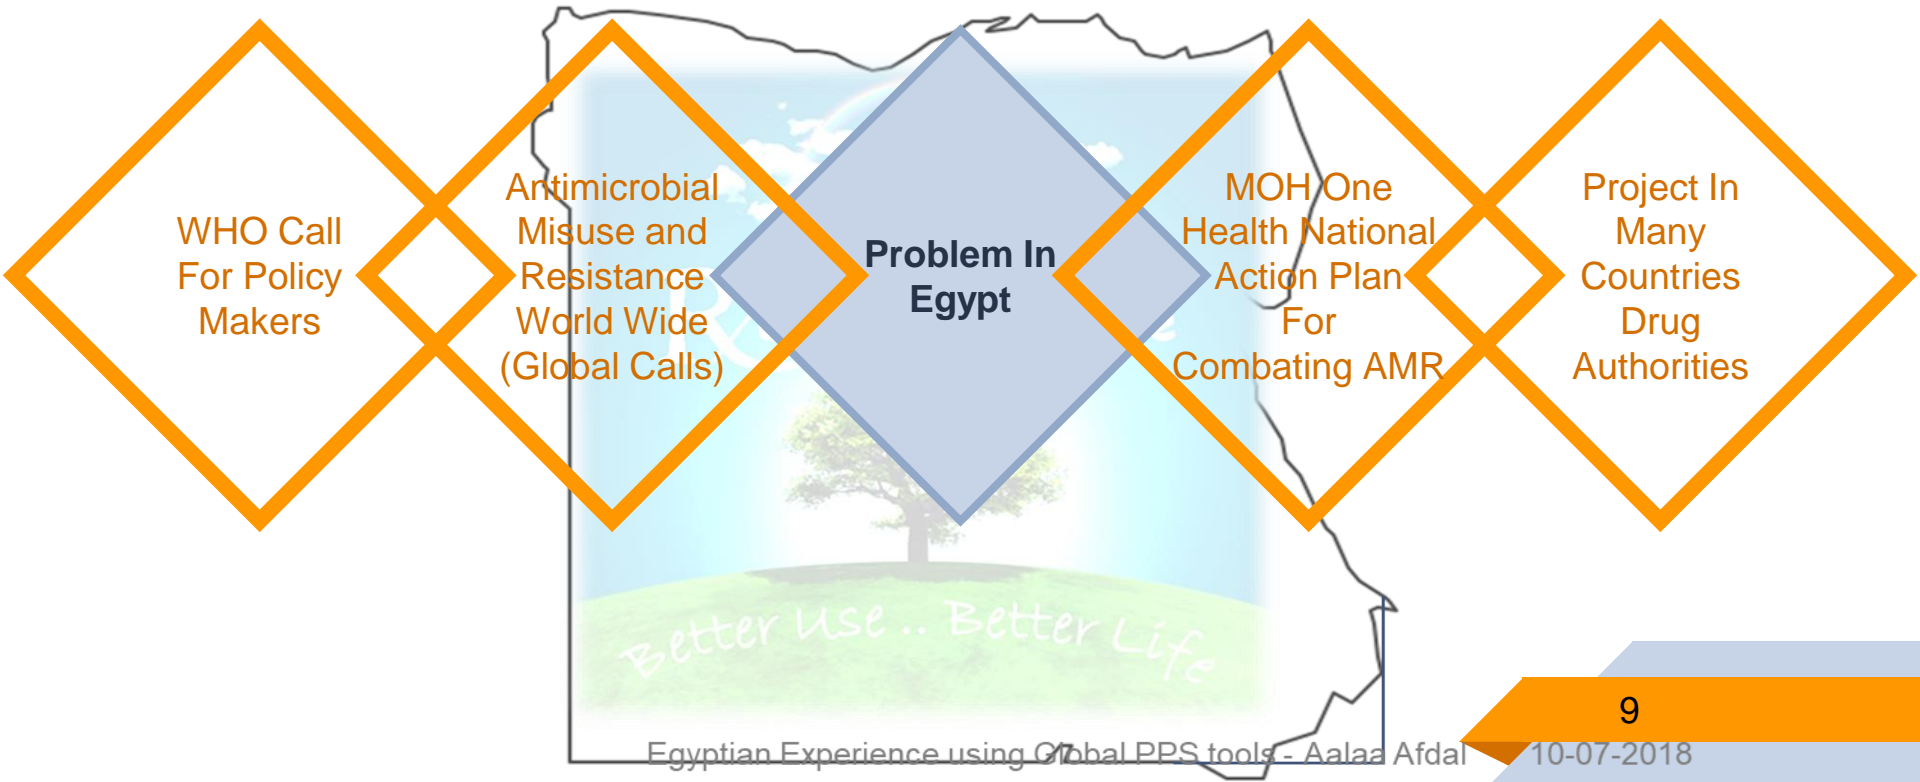 WHO Call
For Policy
Makers
Antimicrobial
Misuse and
Resistance
World Wide
(Global Calls)
Problem In
Egypt
MOH One
Health National
Action Plan
For
Combating AMR
Project In
Many
Countries
Drug
Authorities
Better Use .. Better Life
9
Egyptian Experience using Global PPS tools - Aalaa Afdal
10-07-2018